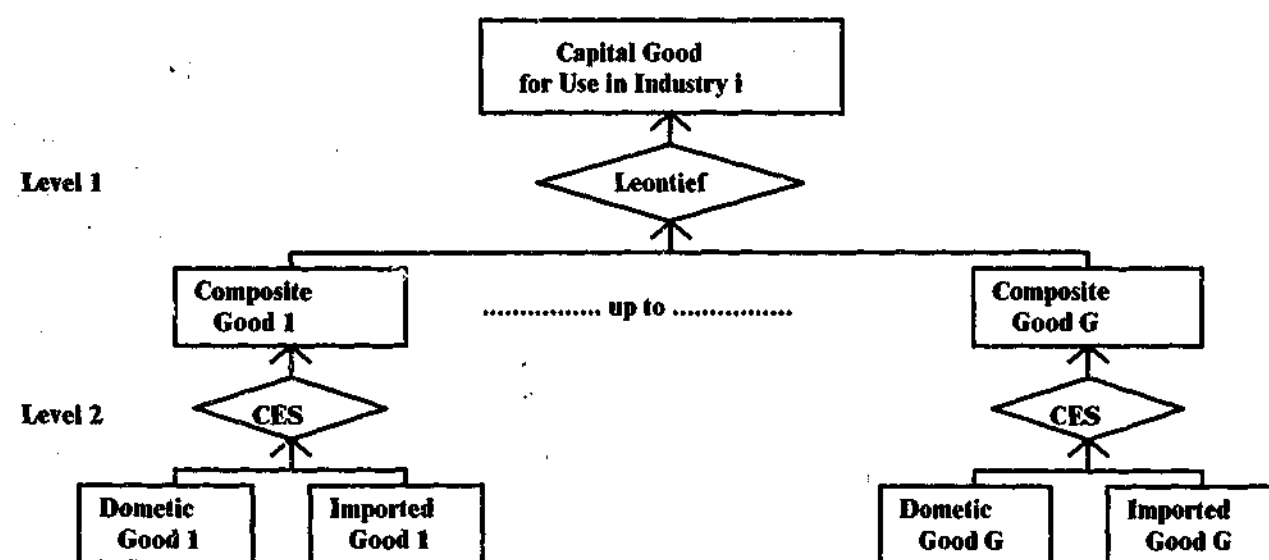 Capital Good
for Use in Industry i
Level 1
Leontief
Composite
Good 1
................ up to ................
Composite
Good G
Level 2
CES
CES
Dometic
Good 1
Imported
Good 1
Dometic
Good G
Imported
Good G